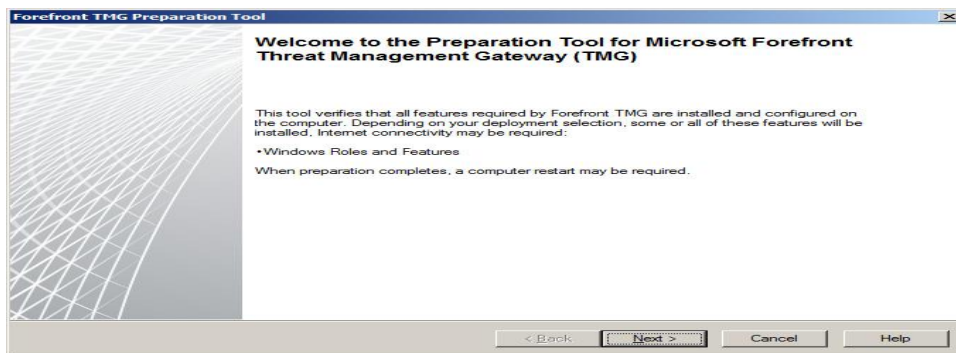 Forefront TMG Preparation Tool
Welcome to the Preparation Tool for Microsoft Forefront
Threat Management Gateway (TMG)
This tool verifies that all features required by Forefront TMG are installed and configured on
the computer. Depending on your deployment selection, some or all of these features will be
installed, Internet connectivity may be required:
•Windows Roles and Features
When preparation completes, a computer restart may be required.
< Back Next > Cancel Help